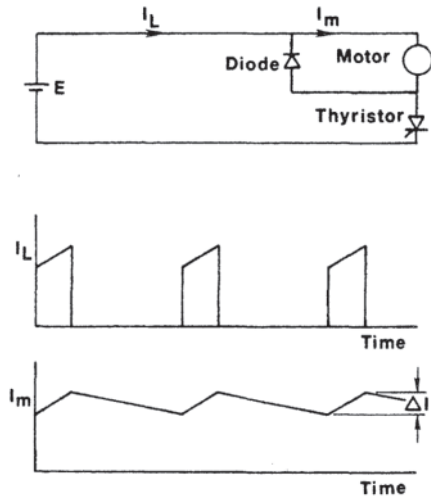 I_L
I_m
Diode
Motor
E
Thyristor
I_L
Time
I_m
ΔI
Time